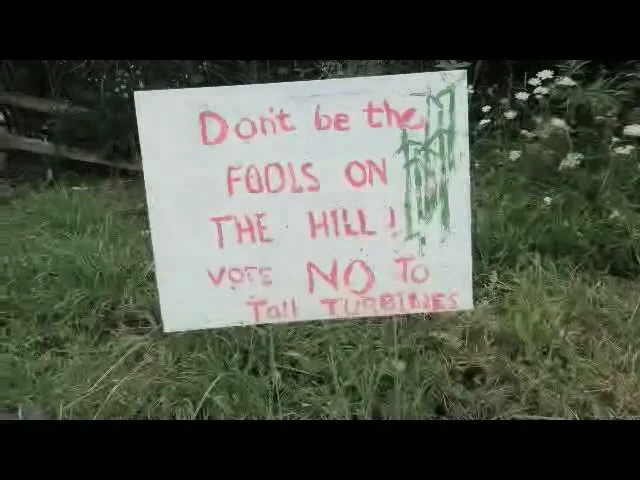 Don't be the
FOOLS ON
THE HILL!
VOTE NO TO
Tall TURBINES